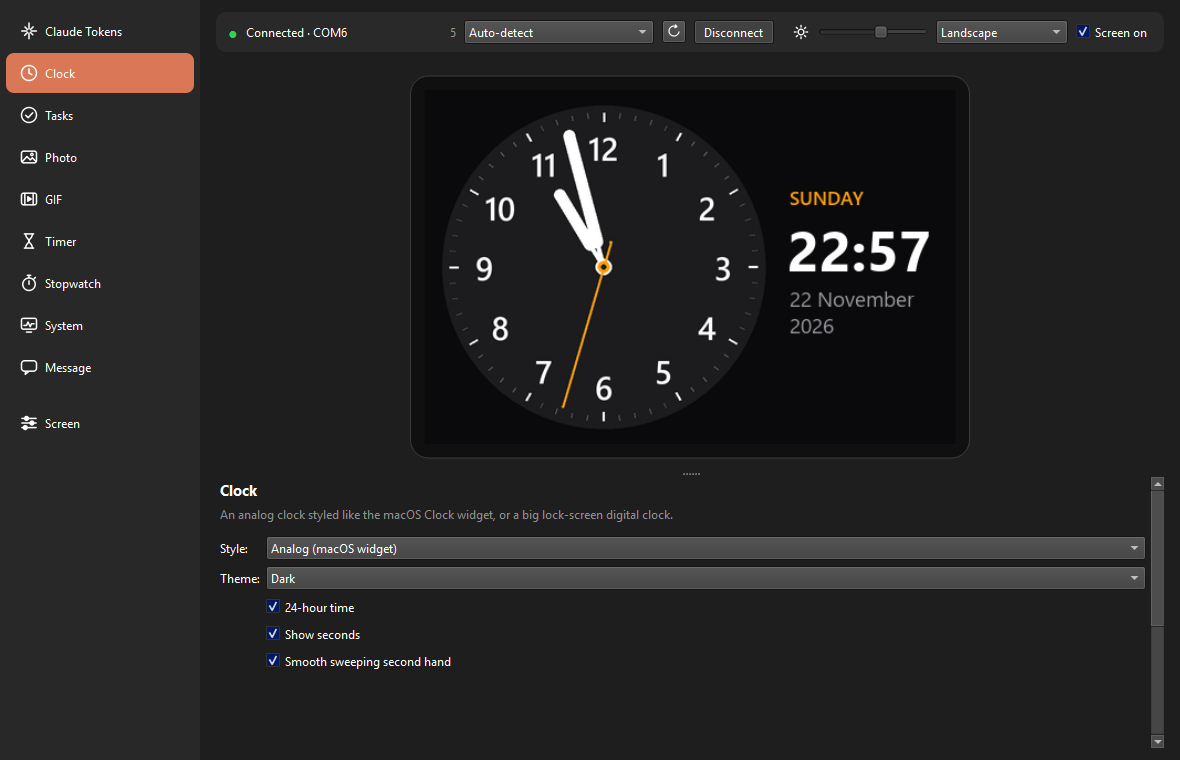 Claude Tokens
Clock
Tasks
Photo
GIF
Timer
Stopwatch
System
Message
Screen
Connected · COM6
5
Auto-detect
Disconnect
Landscape
Screen on
12
1
2
3
4
5
6
7
8
9
10
11
SUNDAY
22:57
22 November
2026
Clock
An analog clock styled like the macOS Clock widget, or a big lock-screen digital clock.
Style: Analog (macOS widget)
Theme: Dark
24-hour time
Show seconds
Smooth sweeping second hand